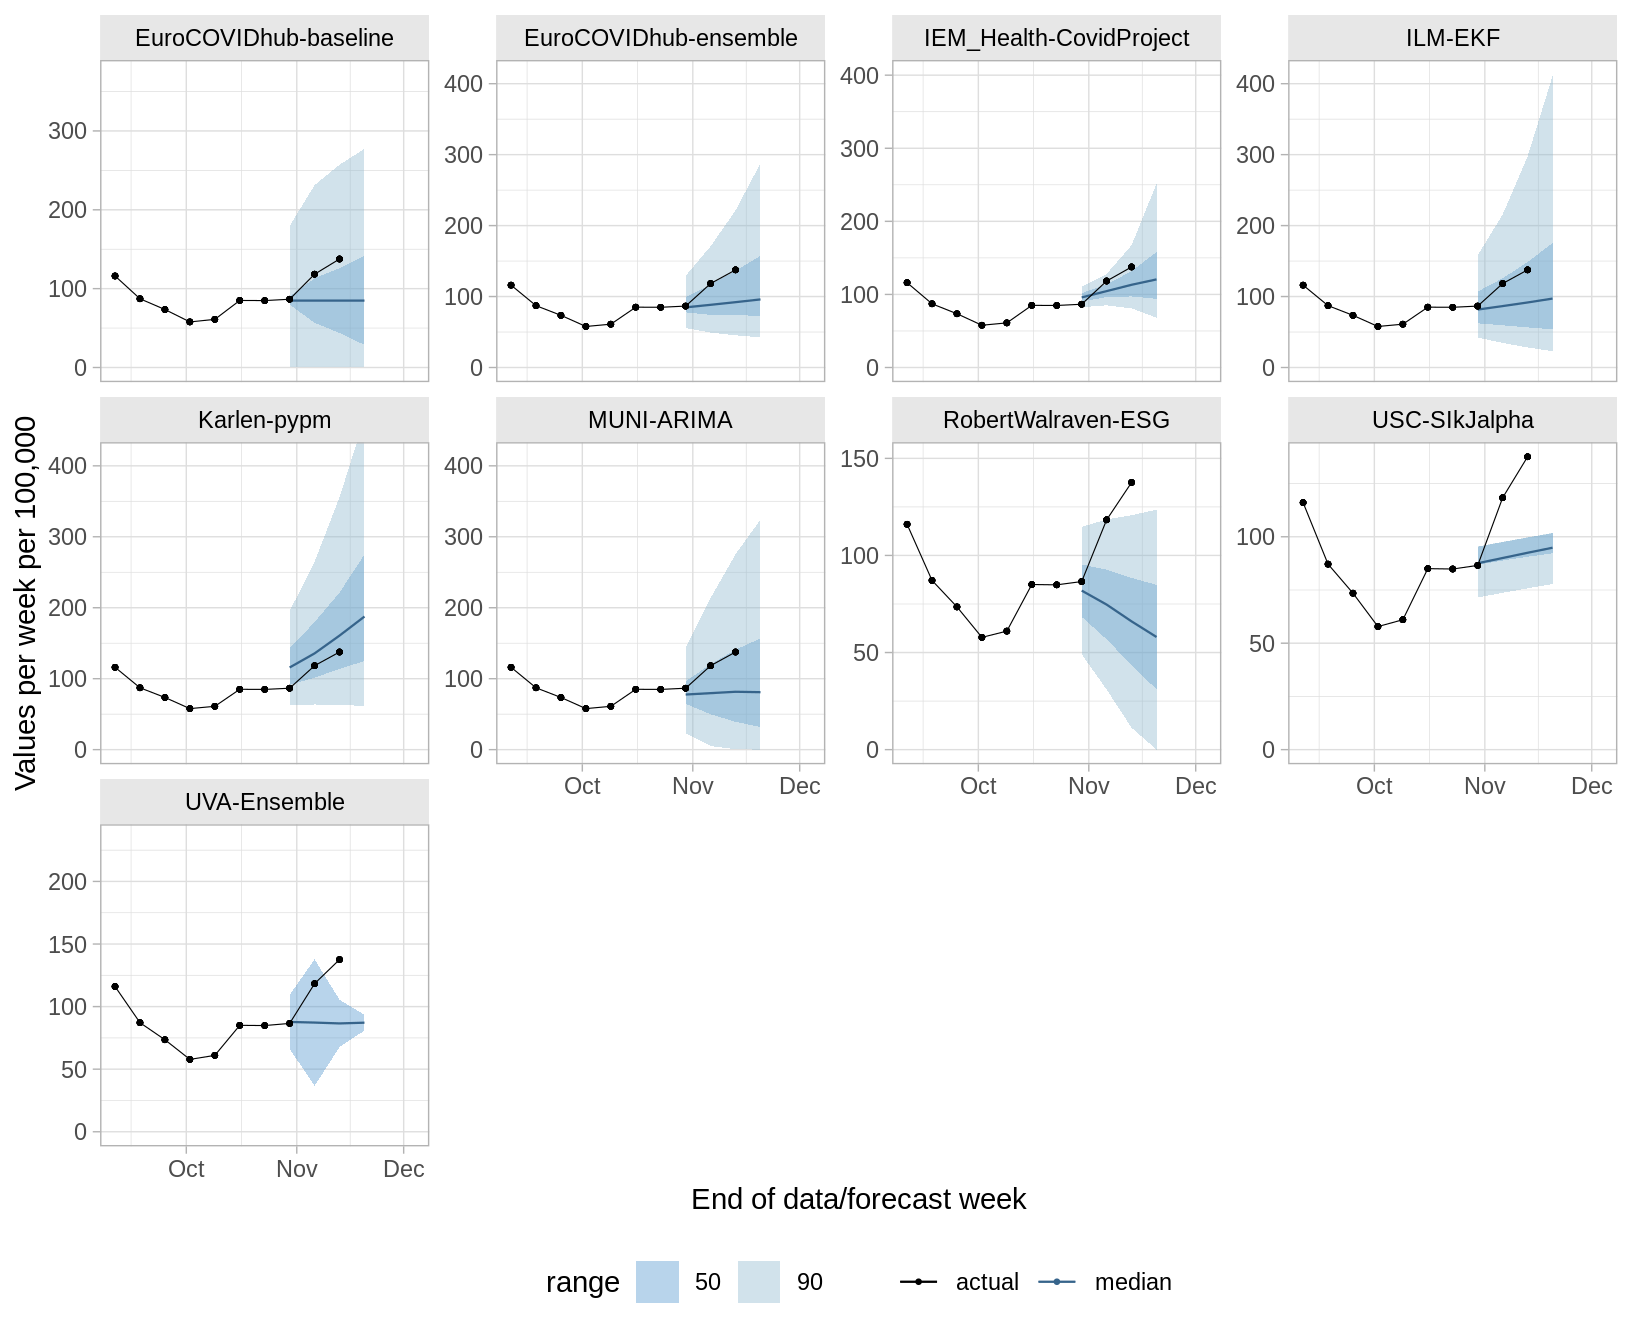 EuroCOVIDhub-baseline
EuroCOVIDhub-ensemble
IEM_Health-CovidProject
ILM-EKF
300
200
100
0
400
300
200
100
0
400
300
200
100
0
400
300
200
100
0
Values per week per 100,000
Karlen-pypm
MUNI-ARIMA
RobertWalraven-ESG
USC-SIkJalpha
400
300
200
100
0
400
300
200
100
0
Oct Nov Dec
150
100
50
0
Oct Nov Dec
100
50
0
Oct Nov Dec
UVA-Ensemble
200
150
100
50
0
Oct Nov Dec
End of data/forecast week
range 50 90 actual median